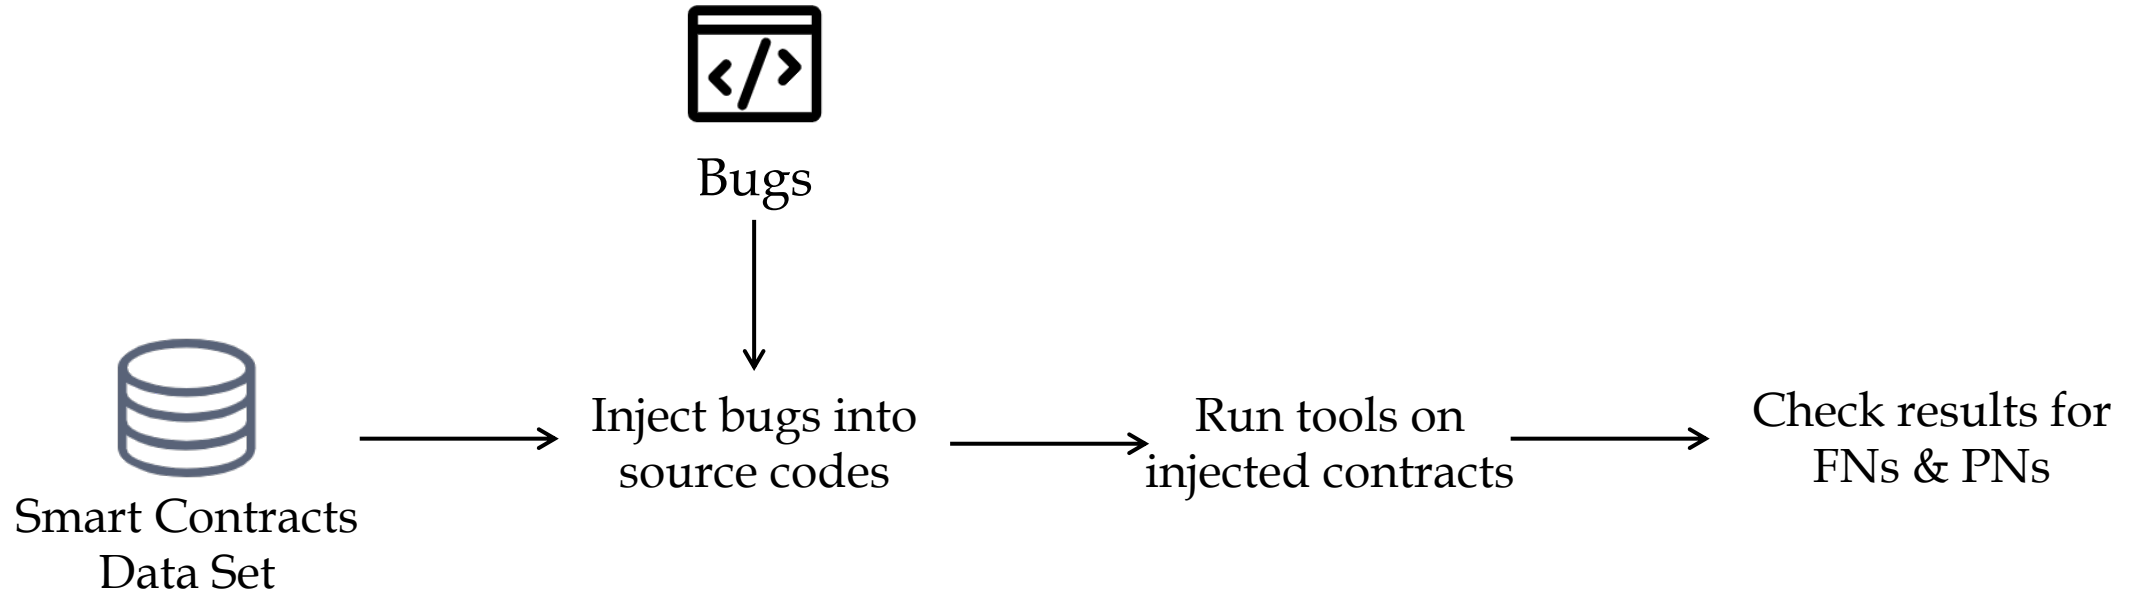 </>
Bugs
Smart Contracts
Data Set
Inject bugs into
source codes
Run tools on
injected contracts
Check results for
FNs & PNs